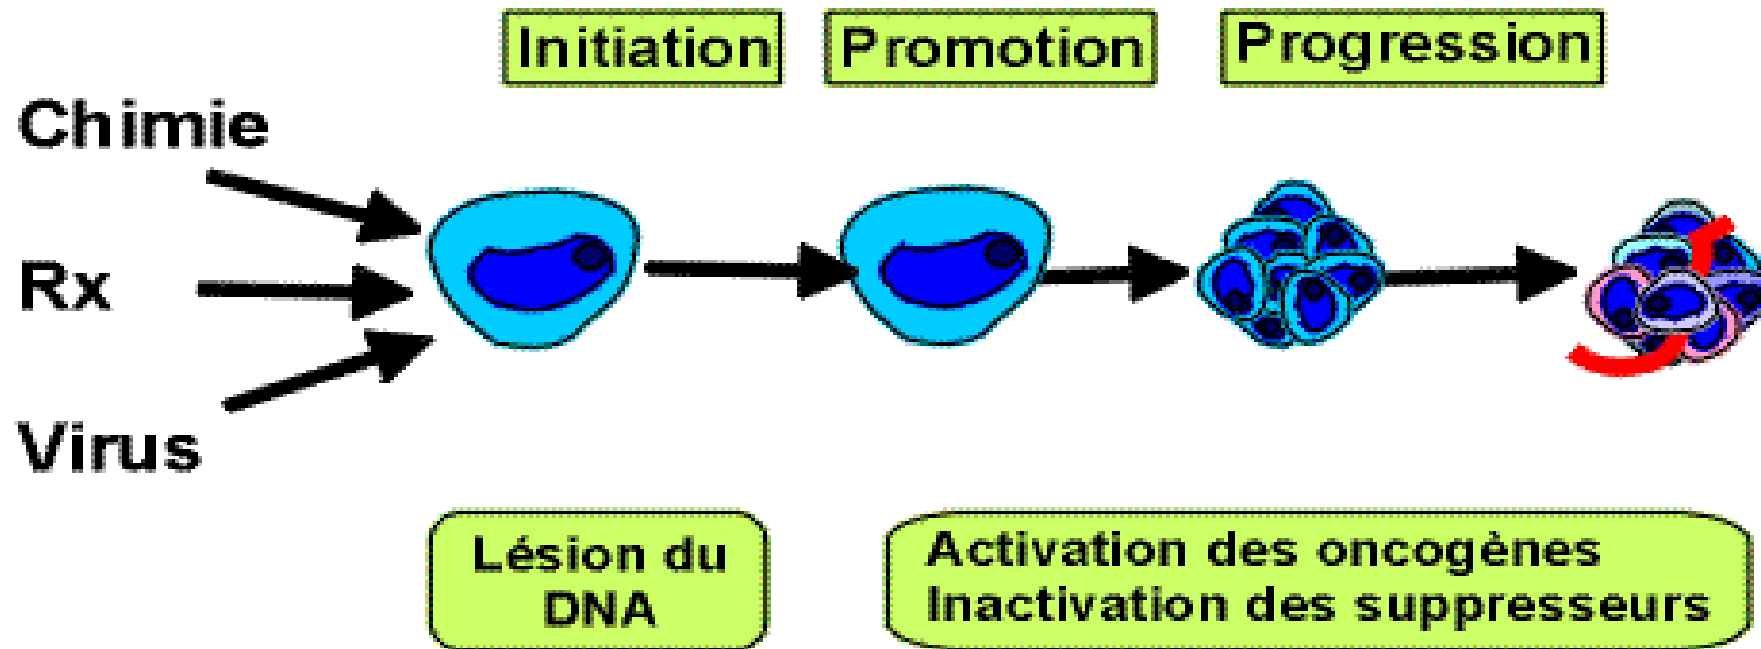 Initiation
Promotion
Progression
Chimie
Rx
Virus
Lésion du
DNA
Activation des oncogènes
Inactivation des suppresseurs